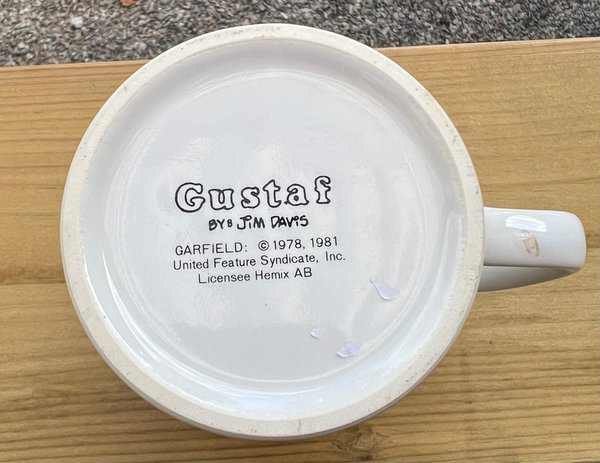 Gustaf
BY: JIM DAVIS
GARFIELD: © 1978, 1981
United Feature Syndicate, Inc.
Licensee Hemix AB